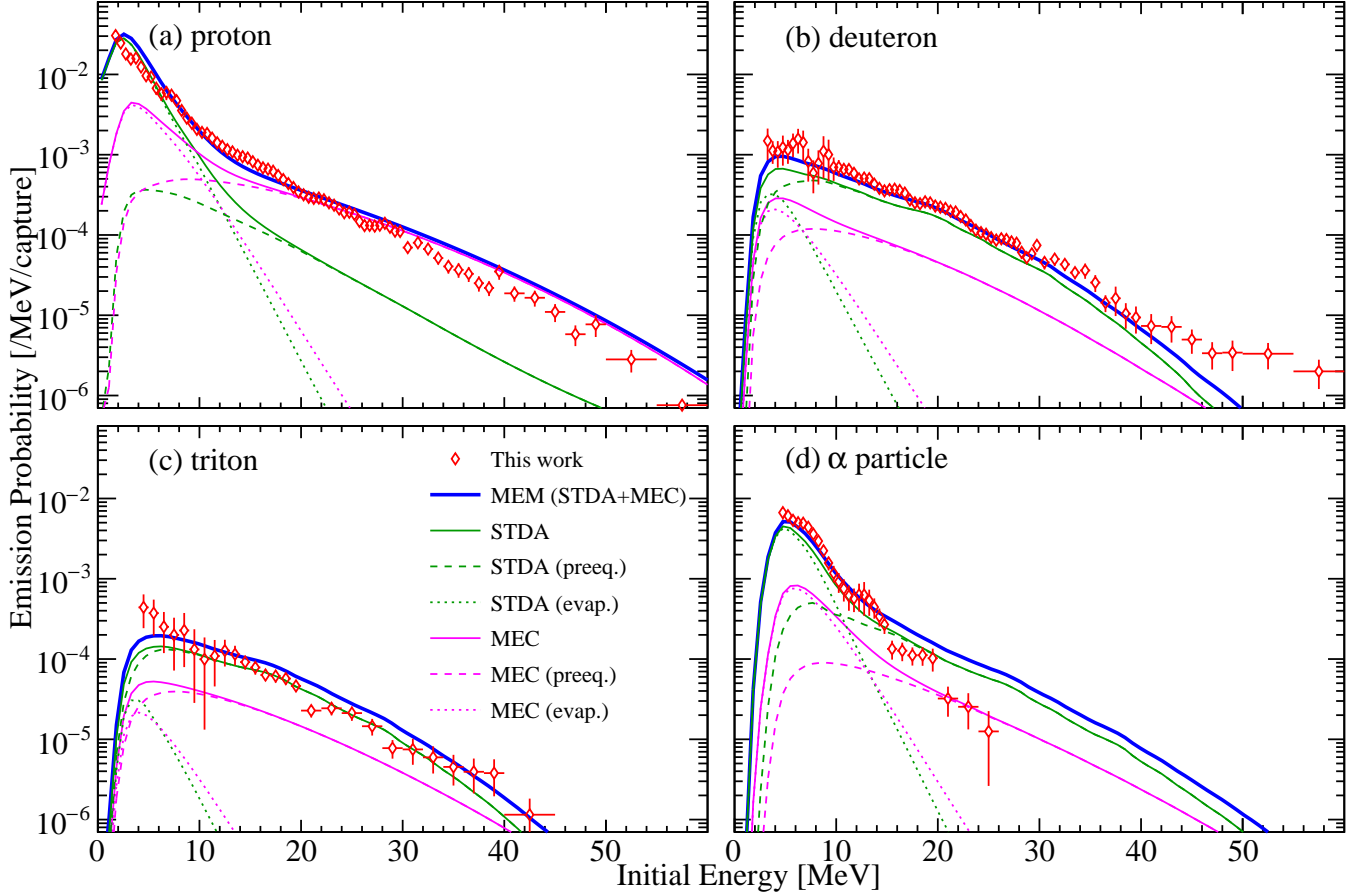 (a) proton
(b) deuteron
10⁻²
10⁻³
10⁻⁴
10⁻⁵
10⁻⁶
Emission Probability [/MeV/capture]
(c) triton
(d) α particle
This work
MEM (STDA+MEC)
STDA
STDA (preeq.)
STDA (evap.)
MEC
MEC (preeq.)
MEC (evap.)
10⁻²
10⁻³
10⁻⁴
10⁻⁵
10⁻⁶
0 10 20 30 40 50 0 10 20 30 40 50
Initial Energy [MeV]